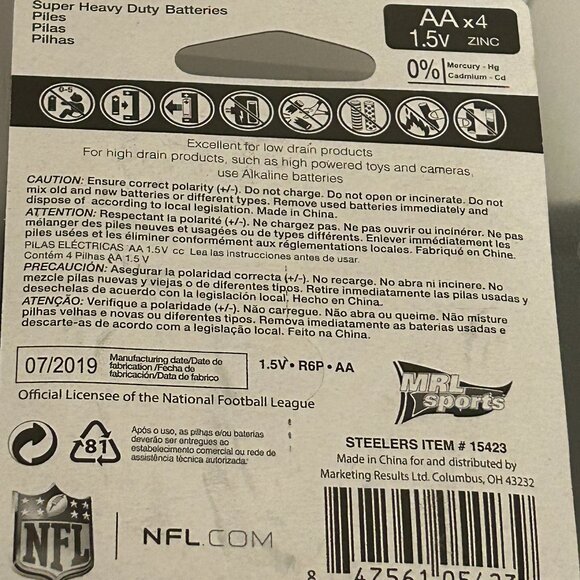 Super Heavy Duty Batteries
Piles
Pilas
Pilhas
AA x4
1.5v ZINC
0% Mercury - Hg
Cadmium - Cd
0-5
Excellent for low drain products
For high drain products, such as high powered toys and cameras,
use Alkaline batteries
CAUTION: Ensure correct polarity (+/-). Do not charge. Do not open or incinerate. Do not
mix old and new batteries or different types. Remove used batteries immediately and
dispose of according to local legislation. Made in China.
ATTENTION: Respectant la polarité (+/-). Ne chargez pas. Ne pas ouvrir ou incinérer. Ne pas
mélanger des piles neuves et usagées ou de types différents. Enlever immédiatement les
piles usées et les éliminer conformément aux réglementations locales. Fabriqué en Chine.
PILAS ELÉCTRICAS AA 1.5V cc Lea las instrucciones antes de usar.
Contém 4 Pilhas AA 1.5 V
PRECAUCIÓN: Asegurar la polaridad correcta (+/-). No recarge. No abra ni incinere. No
mezcle pilas nuevas y viejas o de diferentes tipos. Retire inmediatamente las pilas usadas y
desechelas de acuerdo con la legislación local. Hecho en China.
ATENÇÃO: Verifique a polaridade (+/-). Não carregue. Não abra ou queime. Não misture
pilhas velhas e novas ou diferentes tipos. Remova imediatamente as baterias usadas e
descarte-as de acordo com a legislação local. Feito na China.
07/2019 Manufacturing date/Date de
fabrication/Fecha de
fabricación/Data de fabrico
1.5V • R6P • AA
MRL
sports
Official Licensee of the National Football League
81
Após o uso, as pilhas e/ou baterias
deverão ser entregues ao
estabelecimento comercial ou rede de
assistência técnica autorizada.
STEELERS ITEM # 15423
Made in China for and distributed by
Marketing Results Ltd. Columbus, OH 43232
NFL
NFL.COM
8 47561 05423